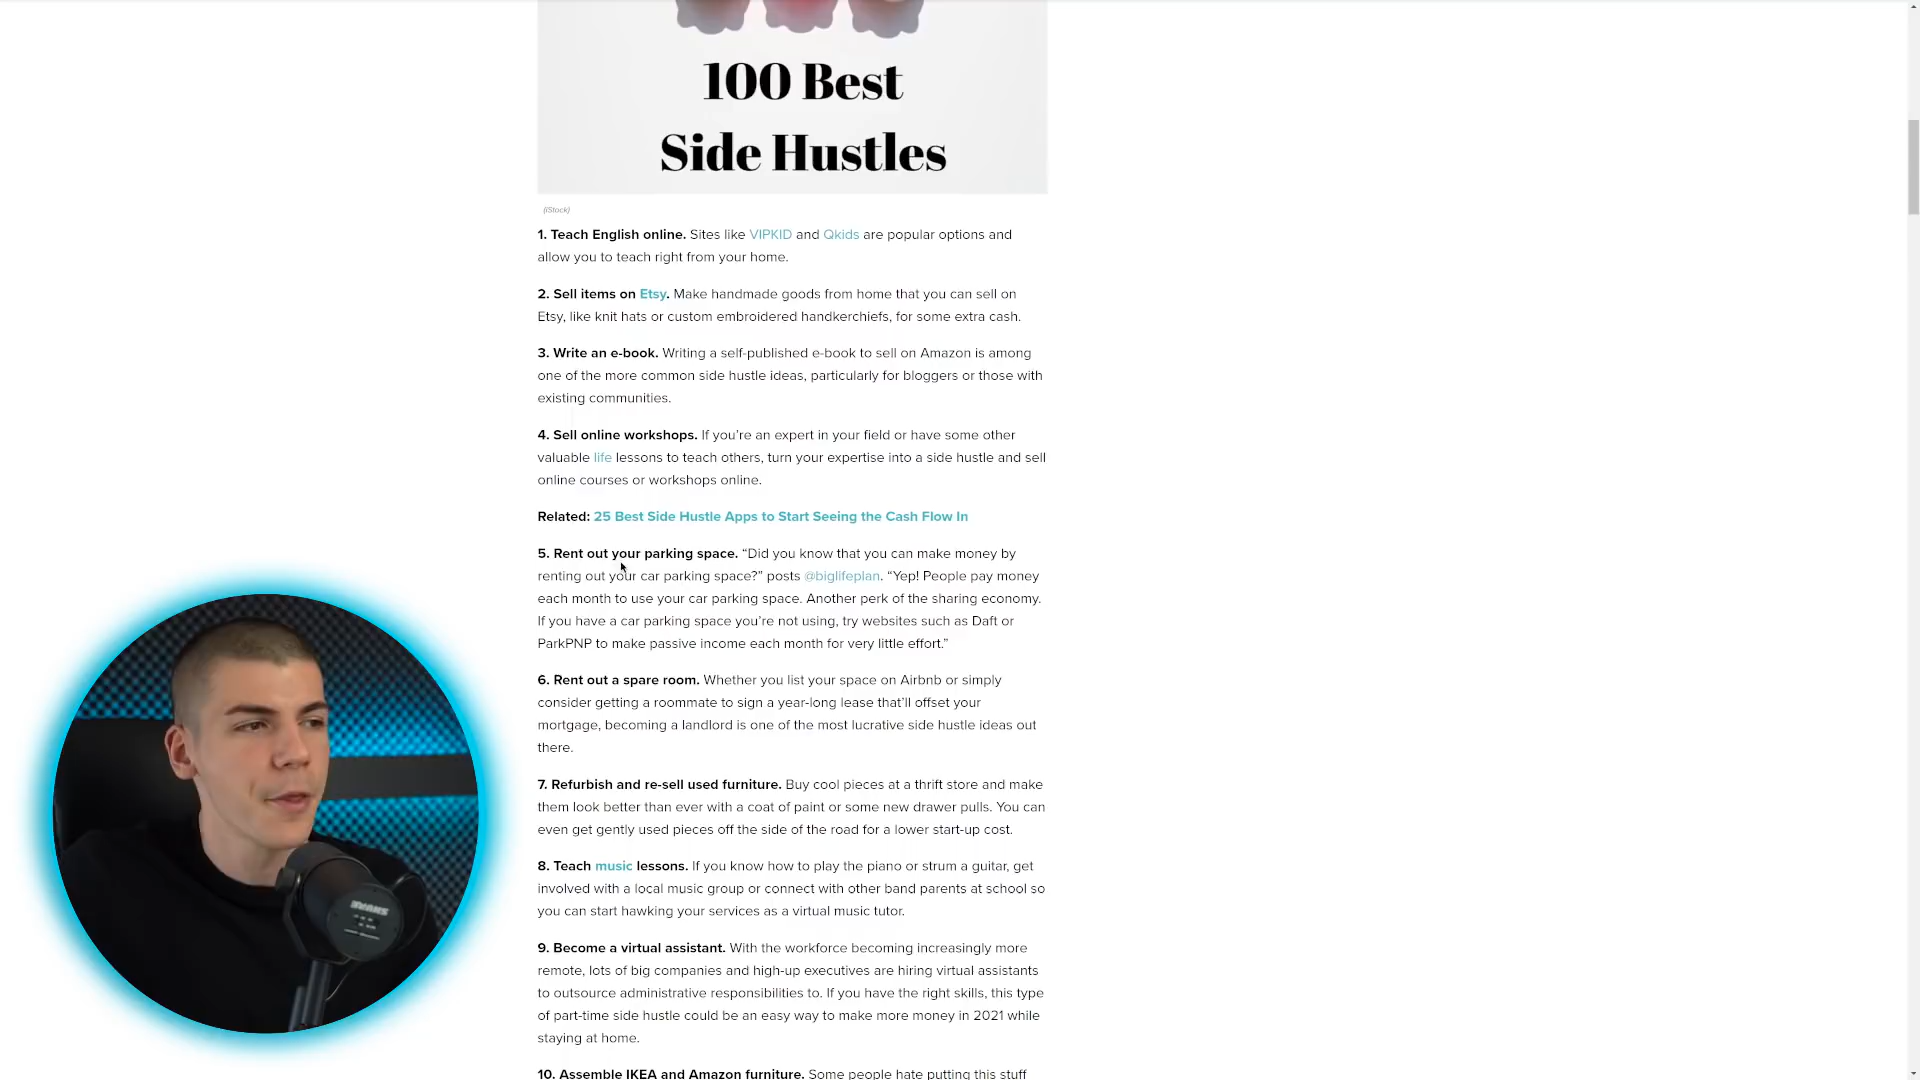 100 Best
Side Hustles
(iStock)
1. Teach English online. Sites like VIPKID and Qkids are popular options and
allow you to teach right from your home.
2. Sell items on Etsy. Make handmade goods from home that you can sell on
Etsy, like knit hats or custom embroidered handkerchiefs, for some extra cash.
3. Write an e-book. Writing a self-published e-book to sell on Amazon is among
one of the more common side hustle ideas, particularly for bloggers or those with
existing communities.
4. Sell online workshops. If you’re an expert in your field or have some other
valuable life lessons to teach others, turn your expertise into a side hustle and sell
online courses or workshops online.
Related: 25 Best Side Hustle Apps to Start Seeing the Cash Flow In
5. Rent out your parking space. “Did you know that you can make money by
renting out your car parking space?” posts @biglifeplan. “Yep! People pay money
each month to use your car parking space. Another perk of the sharing economy.
If you have a car parking space you’re not using, try websites such as Daft or
ParkPNP to make passive income each month for very little effort.”
6. Rent out a spare room. Whether you list your space on Airbnb or simply
consider getting a roommate to sign a year-long lease that’ll offset your
mortgage, becoming a landlord is one of the most lucrative side hustle ideas out
there.
7. Refurbish and re-sell used furniture. Buy cool pieces at a thrift store and make
them look better than ever with a coat of paint or some new drawer pulls. You can
even get gently used pieces off the side of the road for a lower start-up cost.
8. Teach music lessons. If you know how to play the piano or strum a guitar, get
involved with a local music group or connect with other band parents at school so
you can start hawking your services as a virtual music tutor.
9. Become a virtual assistant. With the workforce becoming increasingly more
remote, lots of big companies and high-up executives are hiring virtual assistants
to outsource administrative responsibilities to. If you have the right skills, this type
of part-time side hustle could be an easy way to make more money in 2021 while
staying at home.
10. Assemble IKEA and Amazon furniture. Some people hate putting this stuff